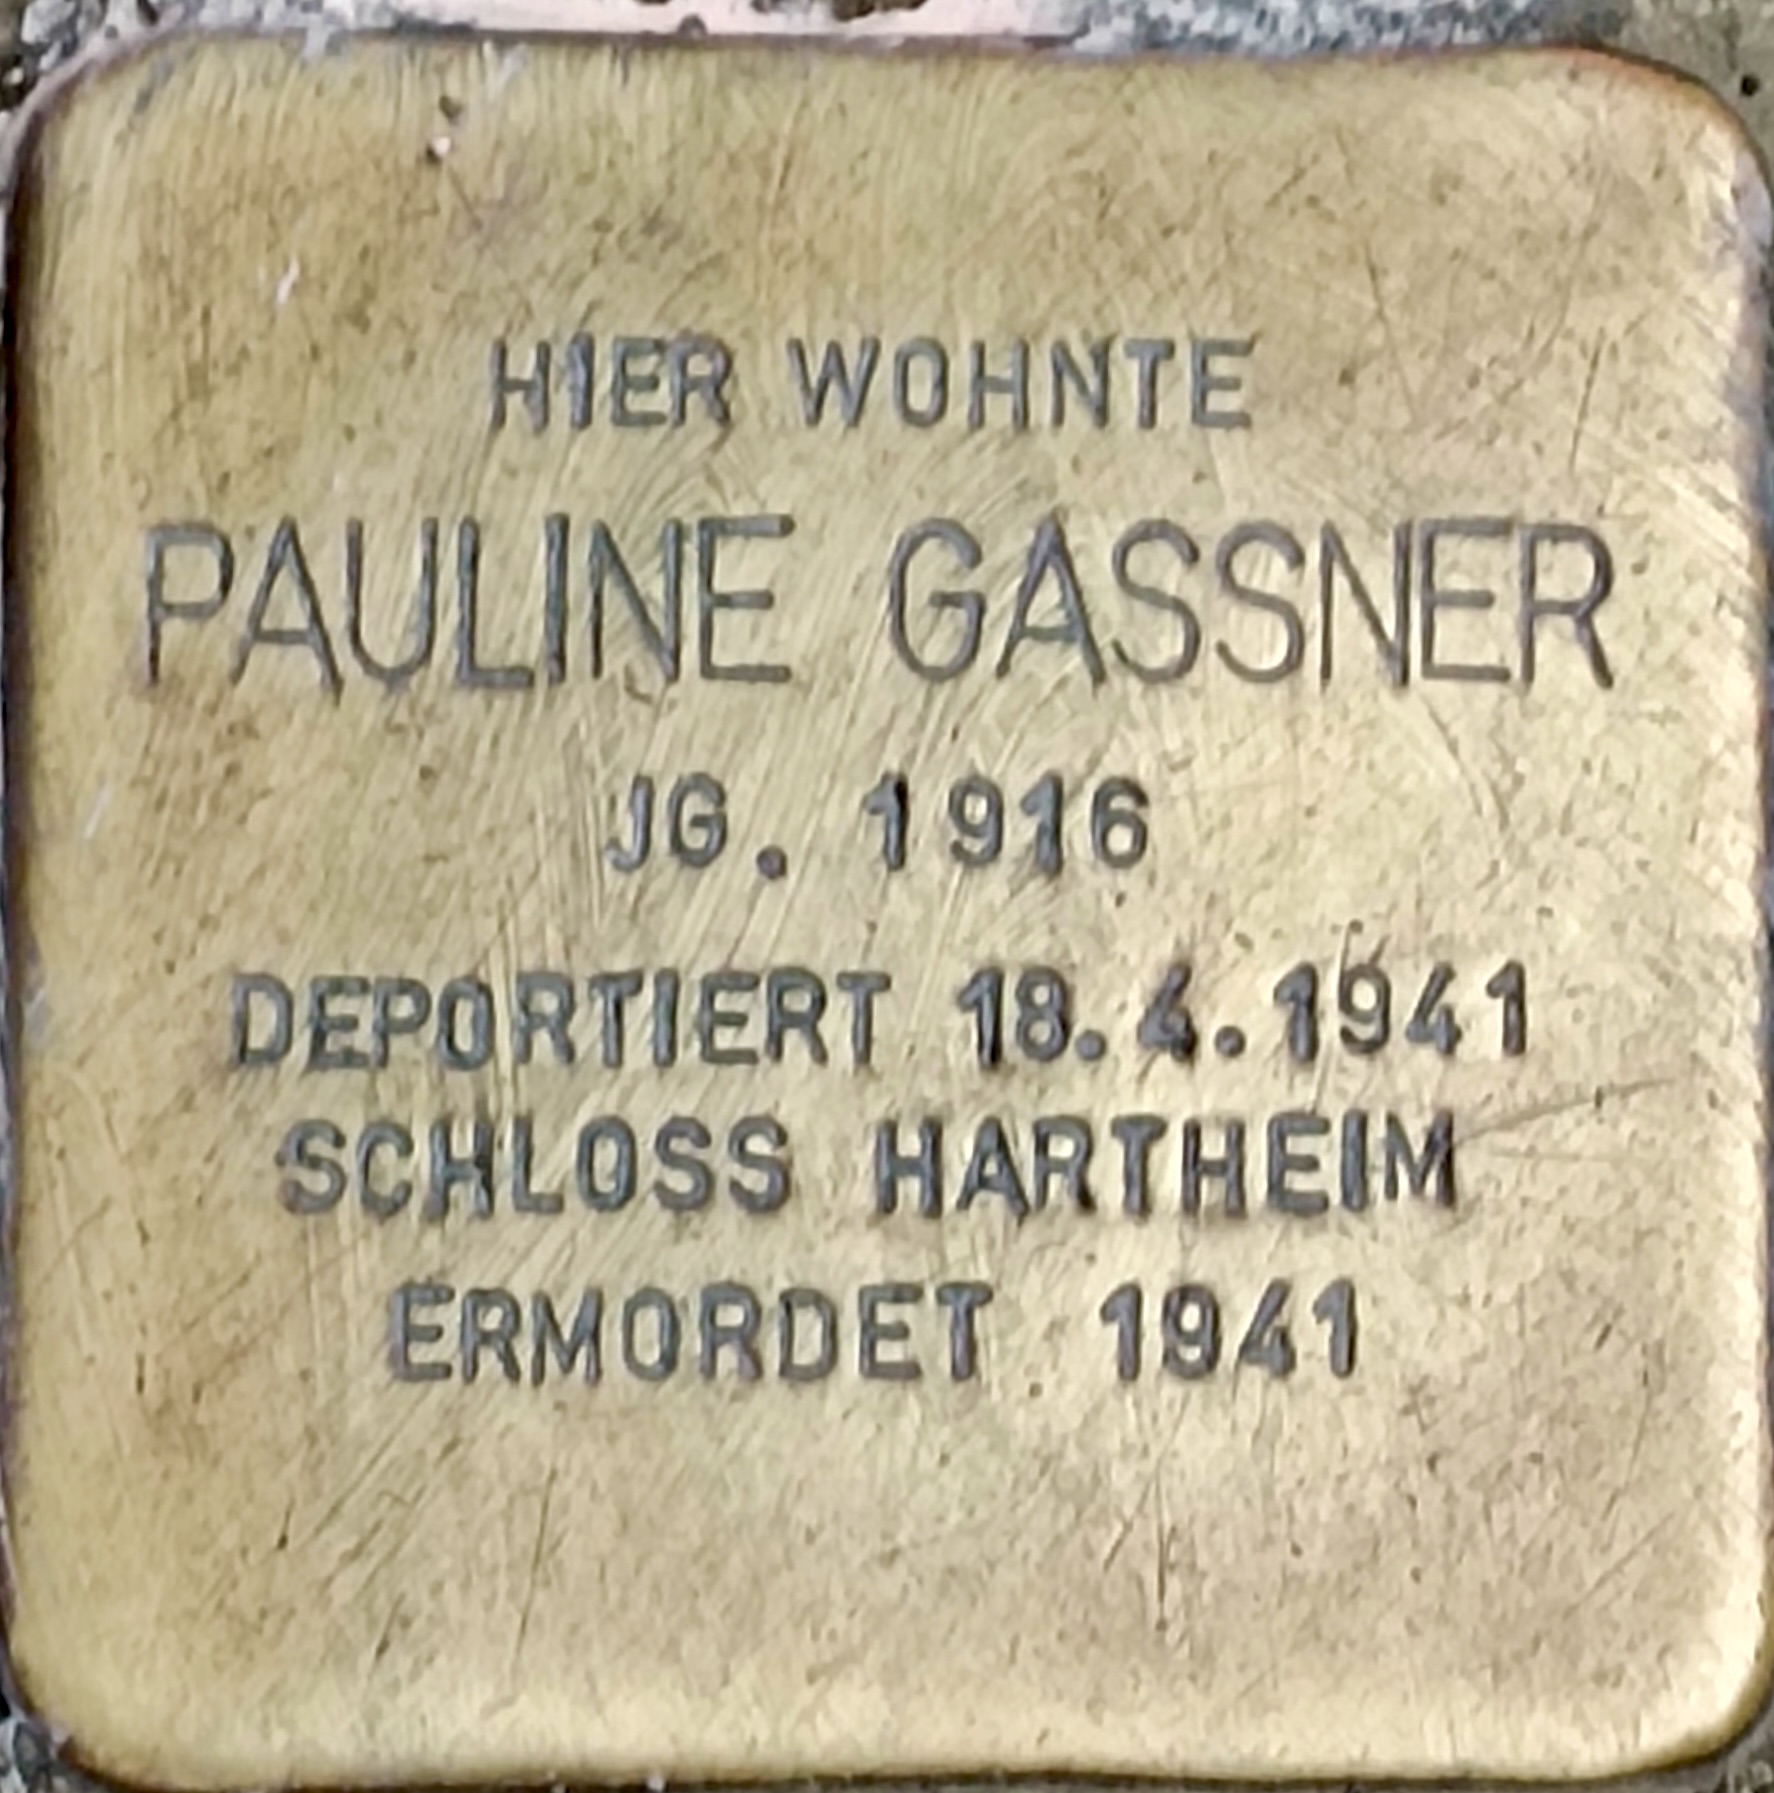 HIER WOHNTE
PAULINE GASSNER
JG. 1916
DEPORTIERT 18.4.1941
SCHLOSS HARTHEIM
ERMORDET 1941